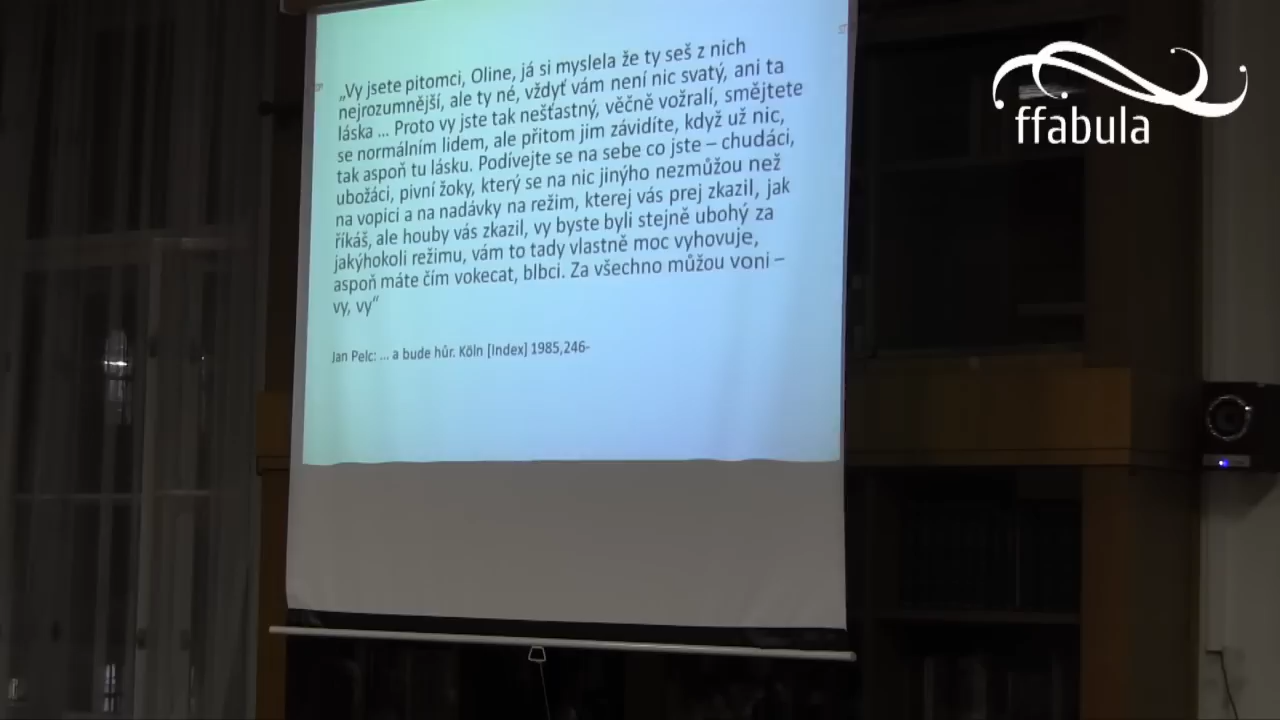 „Vy jsete pitomci, Oline, já si myslela že ty seš z nich
nejrozumnější, ale ty né, vždyť vám není nic svatý, ani ta
láska ... Proto vy jste tak nešťastný, věčně vožralí, smějtete
se normálním lidem, ale přitom jim závidíte, když už nic,
tak aspoň tu lásku. Podívejte se na sebe co jste – chudáci,
ubožáci, pivní žoky, který se na nic jinýho nezmůžou než
na vopici a na nadávky na režim, kterej vás prej zkazil, jak
říkáš, ale houby vás zkazil, vy byste byli stejně ubohý za
jakýhokoli režimu, vám to tady vlastně moc vyhovuje,
aspoň máte čím vokecat, blbci. Za všechno můžou voni –
vy, vy“
Jan Pelc: ... a bude hůr. Köln [Index] 1985,246-
ffabula